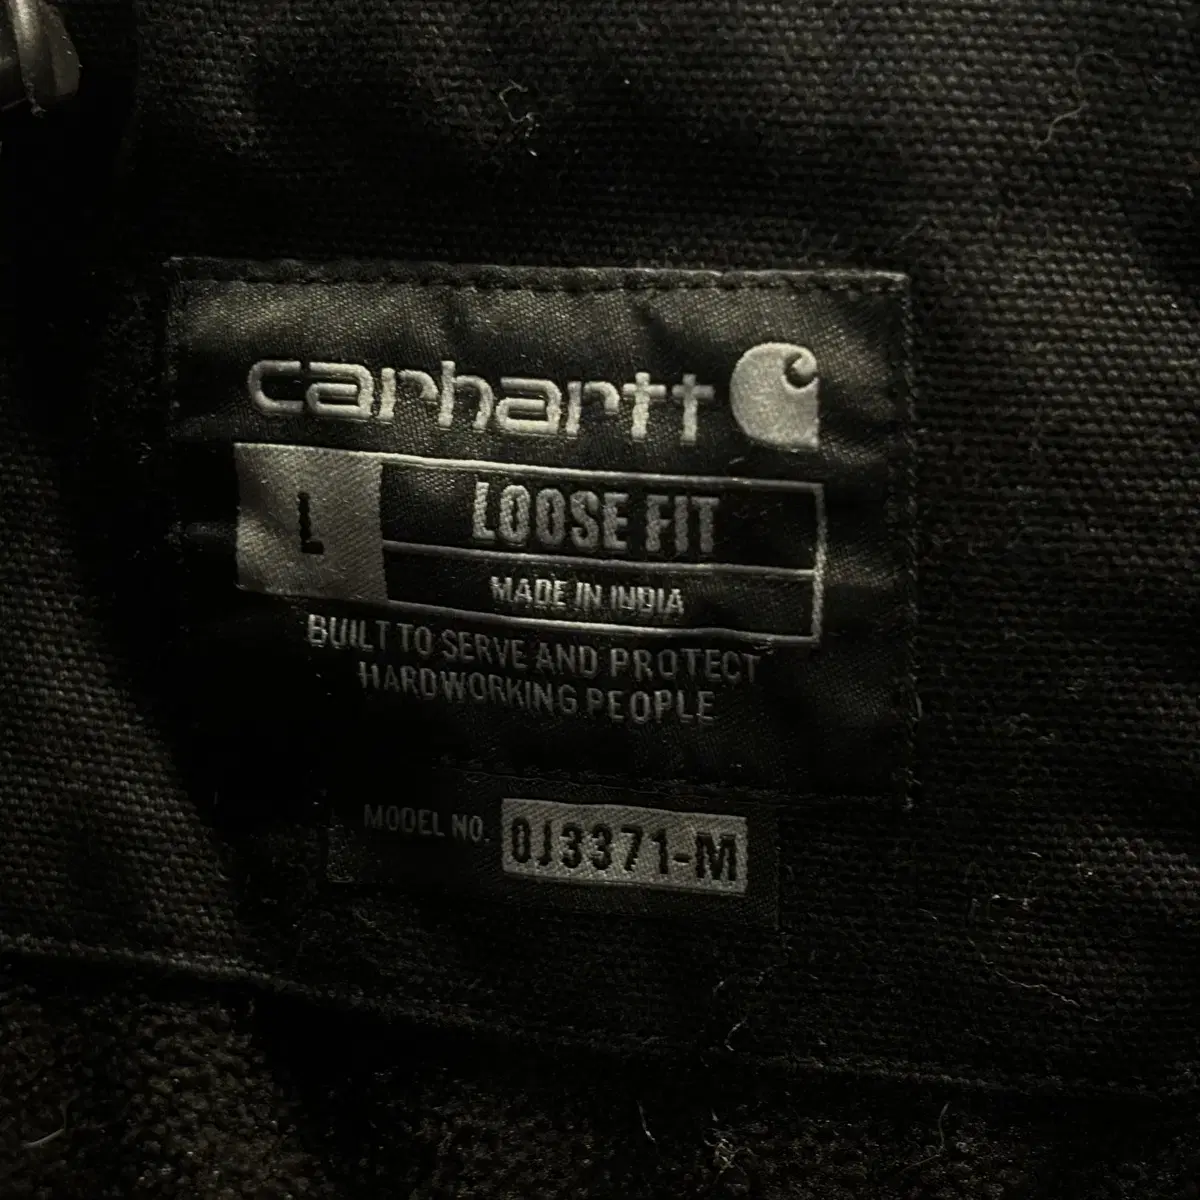 carhartt
L
LOOSE FIT
MADE IN INDIA
BUILT TO SERVE AND PROTECT
HARDWORKING PEOPLE
MODEL NO. OJ3371-M